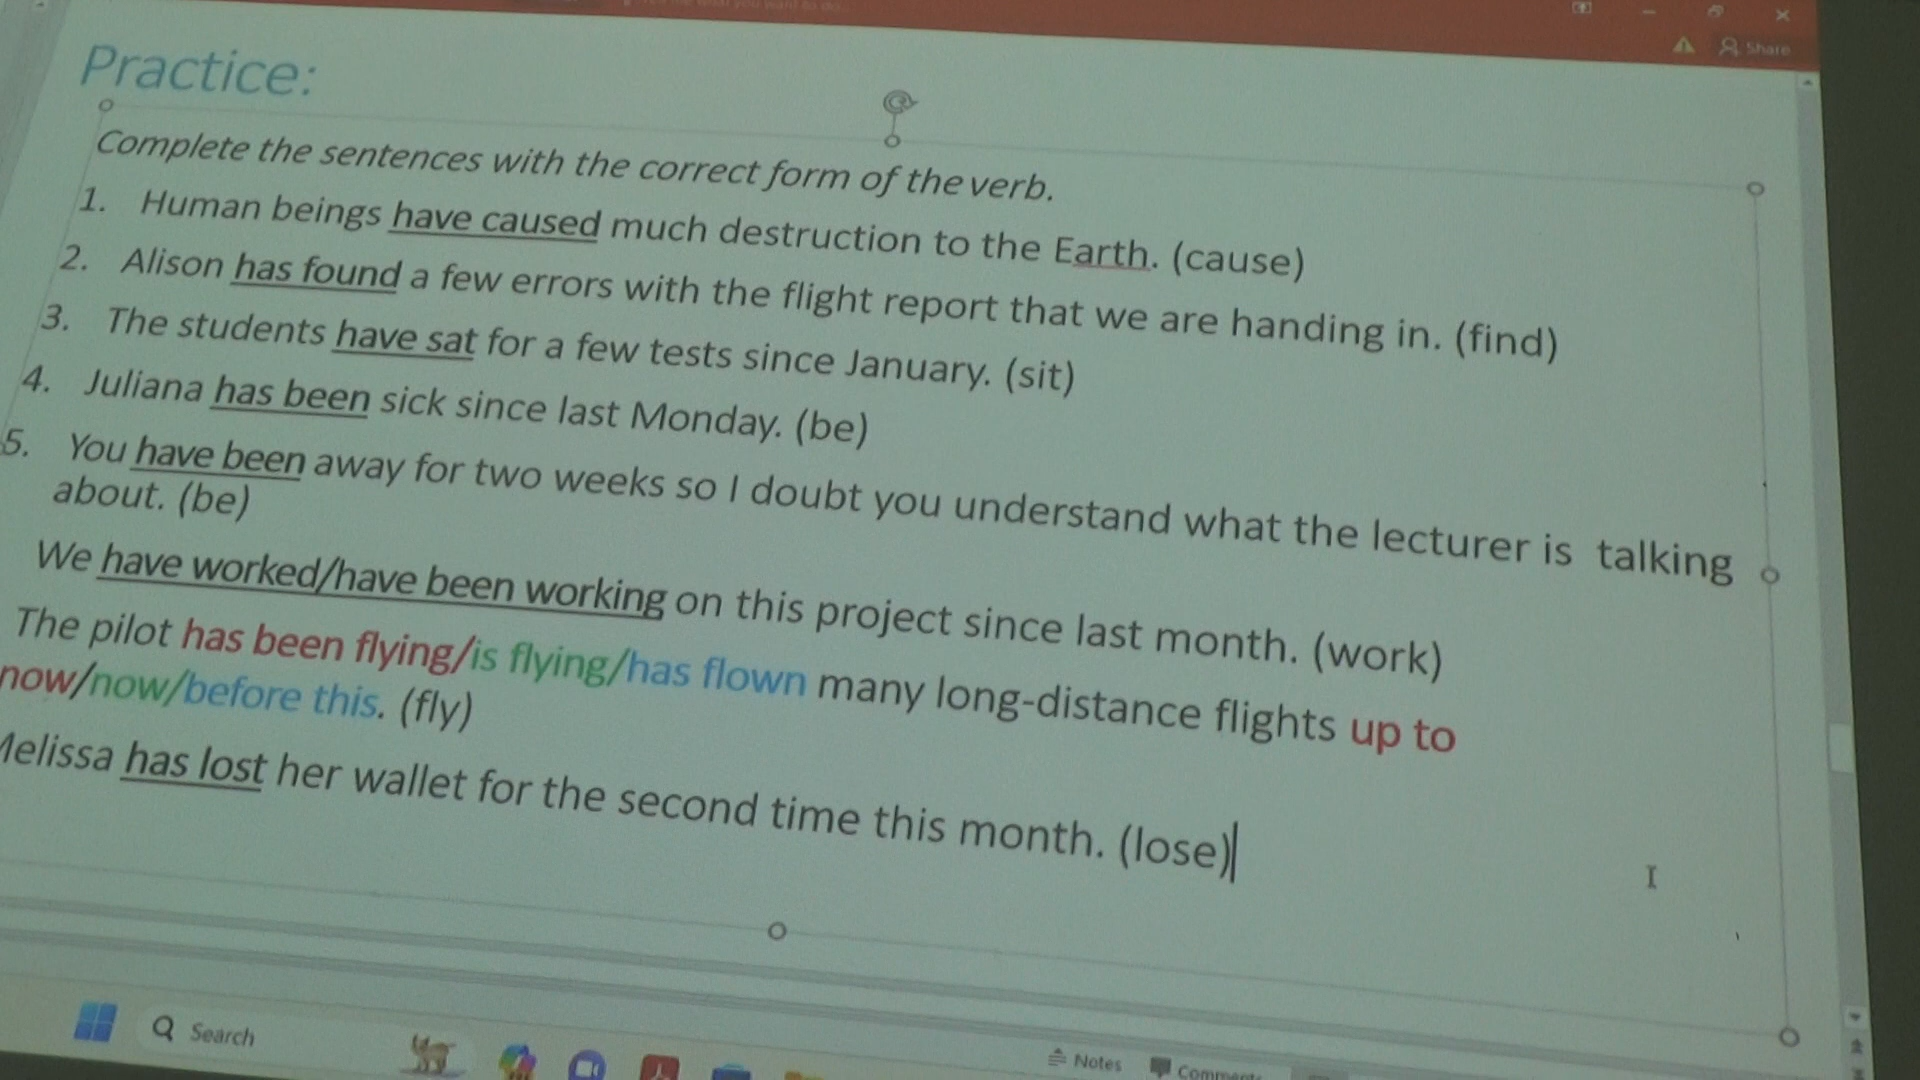 Share
Practice:
Complete the sentences with the correct form of the verb.
1. Human beings have caused much destruction to the Earth. (cause)
2. Alison has found a few errors with the flight report that we are handing in. (find)
3. The students have sat for a few tests since January. (sit)
4. Juliana has been sick since last Monday. (be)
5. You have been away for two weeks so I doubt you understand what the lecturer is talking
about. (be)
We have worked/have been working on this project since last month. (work)
The pilot has been flying/is flying/has flown many long-distance flights up to
now/now/before this. (fly)
Melissa has lost her wallet for the second time this month. (lose)
Search
Notes
Comments